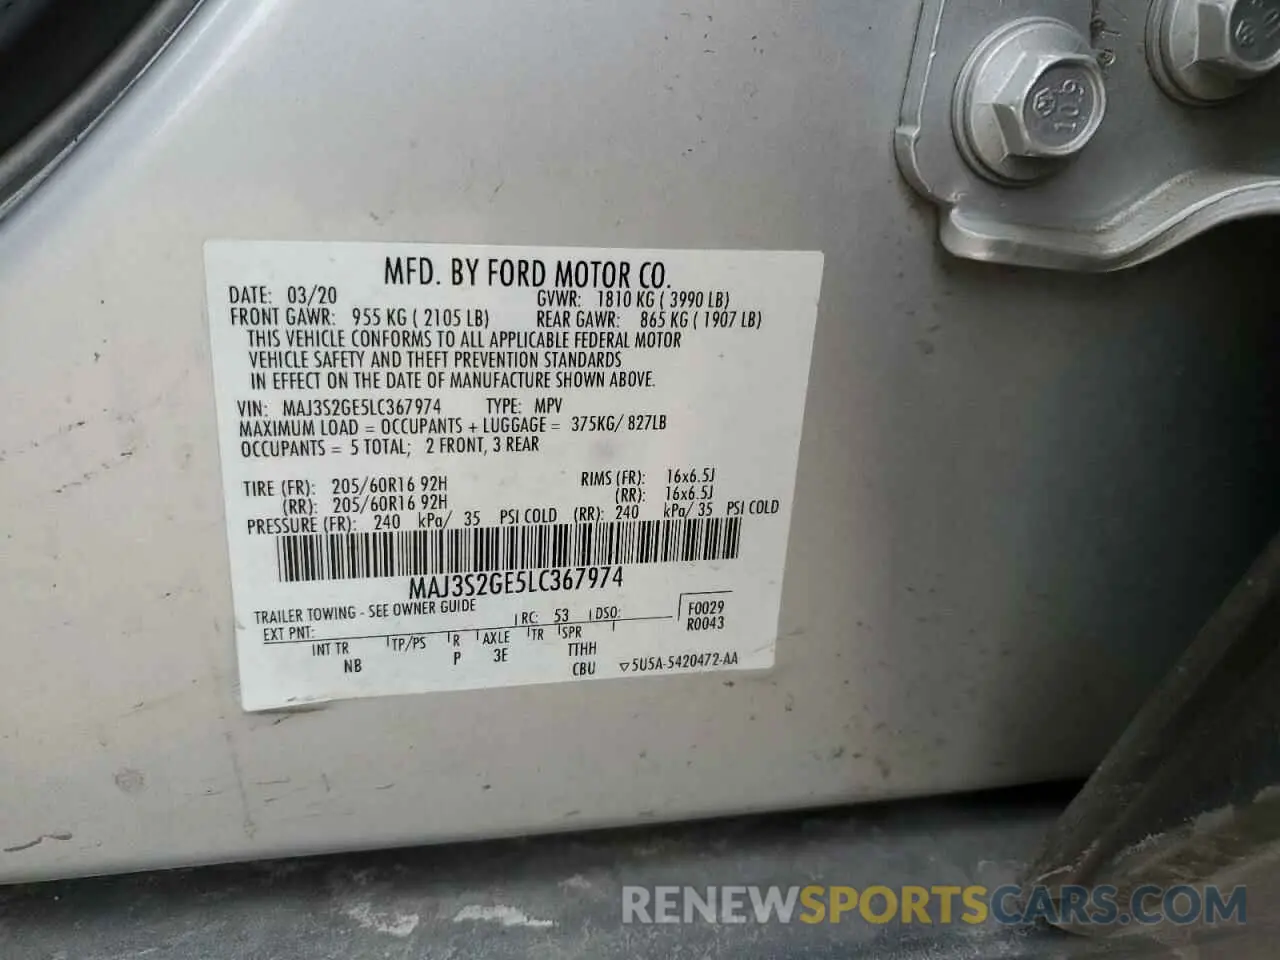 MFD. BY FORD MOTOR CO.
DATE: 03/20 GVWR: 1810 KG ( 3990 LB)
FRONT GAWR: 955 KG ( 2105 LB) REAR GAWR: 865 KG ( 1907 LB)
THIS VEHICLE CONFORMS TO ALL APPLICABLE FEDERAL MOTOR
VEHICLE SAFETY AND THEFT PREVENTION STANDARDS
IN EFFECT ON THE DATE OF MANUFACTURE SHOWN ABOVE.
VIN: MAJ3S2GE5LC367974 TYPE: MPV
MAXIMUM LOAD = OCCUPANTS + LUGGAGE = 375KG/ 827LB
OCCUPANTS = 5 TOTAL; 2 FRONT, 3 REAR
TIRE (FR): 205/60R16 92H RIMS (FR): 16x6.5J
(RR): 205/60R16 92H (RR): 16x6.5J
PRESSURE (FR): 240 kPa/ 35 PSI COLD (RR): 240 kPa/ 35 PSI COLD
MAJ3S2GE5LC367974
TRAILER TOWING - SEE OWNER GUIDE
EXT PNT: RC: 53 DSO: F0029
R0043
INT TR TP/PS R AXLE TR SPR
NB P 3E TTHH
CBU ▽5U5A-5420472-AA
10.9
RENEWSPORTSCARS.COM